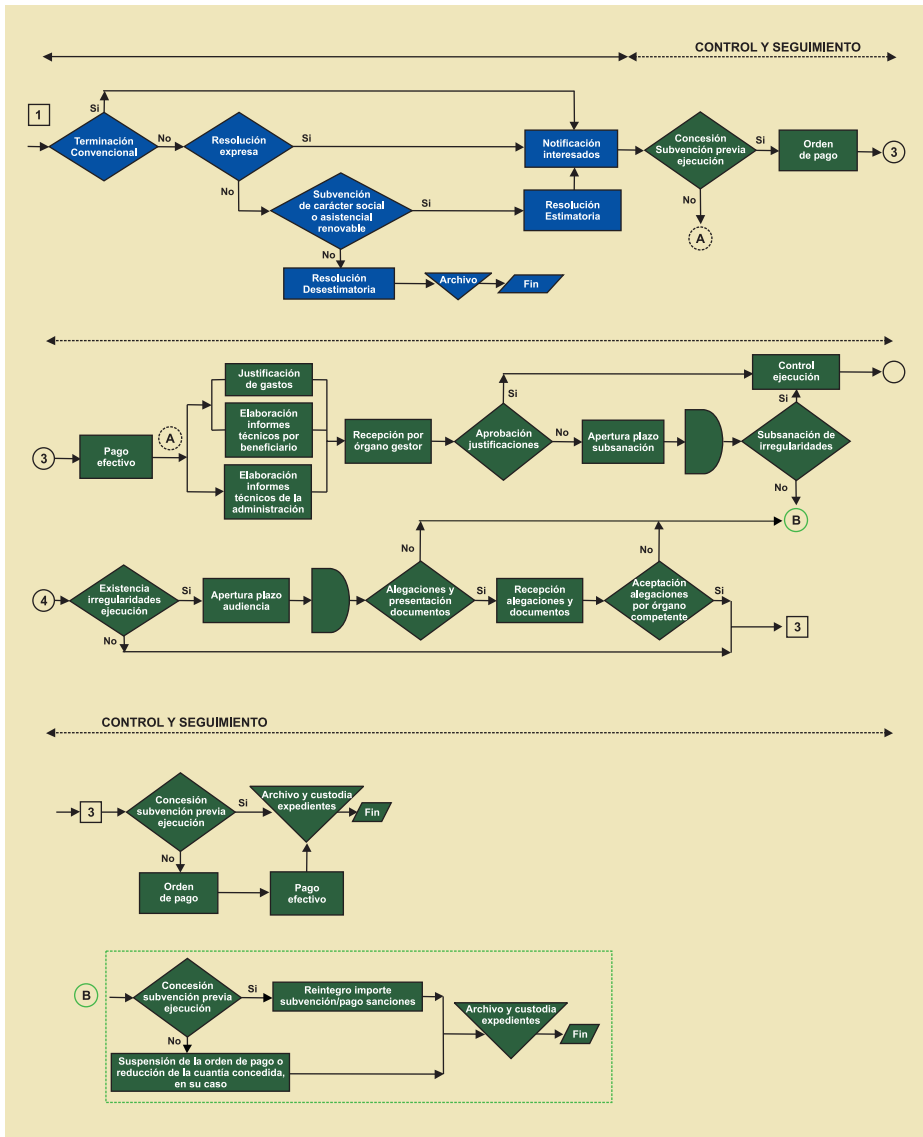 CONTROL Y SEGUIMIENTO
1
Si
Terminación
Convencional
No
Resolución
expresa
Si
Notificación
interesados
Concesión
Subvención previa
ejecución
Si
Orden
de pago
3
No
Subvención
de carácter social
o asistencial
renovable
Si
Resolución
Estimatoria
No
A
No
Resolución
Desestimatoria
Archivo
Fin
Justificación
de gastos
Control
ejecución
Si
Si
3
Pago
efectivo
A
Elaboración
informes
técnicos por
beneficiario
Recepción por
órgano gestor
Aprobación
justificaciones
No
Apertura plazo
subsanación
Subsanación de
irregularidades
Elaboración
informes
técnicos de la
administración
No
B
No
No
4
Existencia
irregularidades
ejecución
Si
Apertura plazo
audiencia
Alegaciones y
presentación
documentos
Si
Recepción
alegaciones y
documentos
Aceptación
alegaciones
por órgano
competente
Si
3
No
CONTROL Y SEGUIMIENTO
3
Concesión
subvención previa
ejecución
Si
Archivo y custodia
expedientes
Fin
No
Orden
de pago
Pago
efectivo
B
Concesión
subvención previa
ejecución
Si
Reintegro importe
subvención/pago sanciones
Archivo y custodia
expedientes
Fin
No
Suspensión de la orden de pago o
reducción de la cuantía concedida,
en su caso